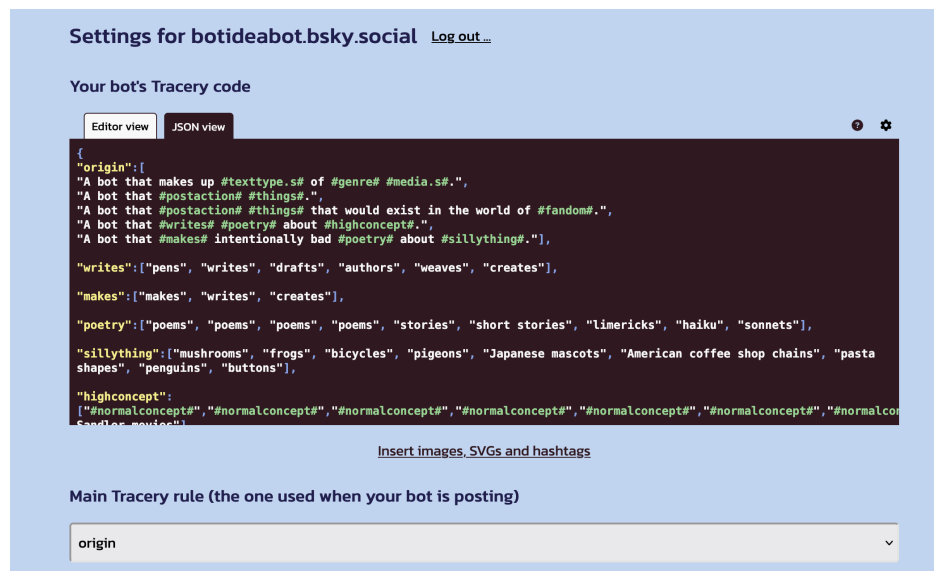 Settings for botideabot.bsky.social Log out ...
Your bot's Tracery code
Editor view JSON view
{
"origin":[
"A bot that makes up #texttype.s# of #genre# #media.s#.",
"A bot that #postaction# #things#.",
"A bot that #postaction# #things# that would exist in the world of #fandom#.",
"A bot that #writes# #poetry# about #highconcept#.",
"A bot that #makes# intentionally bad #poetry# about #sillything#."],
"writes":["pens", "writes", "drafts", "authors", "weaves", "creates"],
"makes":["makes", "writes", "creates"],
"poetry":["poems", "poems", "poems", "poems", "stories", "short stories", "limericks", "haiku", "sonnets"],
"sillything":["mushrooms", "frogs", "bicycles", "pigeons", "Japanese mascots", "American coffee shop chains", "pasta
shapes", "penguins", "buttons"],
"highconcept":
["#normalconcept#","#normalconcept#","#normalconcept#","#normalconcept#","#normalconcept#","#normalconcept#","#normalcon
Sandler movies"]
Insert images, SVGs and hashtags
Main Tracery rule (the one used when your bot is posting)
origin